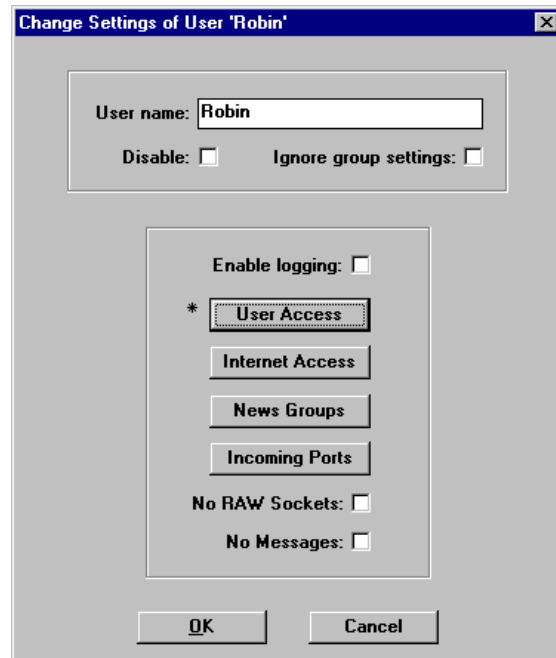 Change Settings of User 'Robin'
User name: Robin
Disable: Ignore group settings:
Enable logging:
* User Access
Internet Access
News Groups
Incoming Ports
No RAW Sockets:
No Messages:
OK Cancel